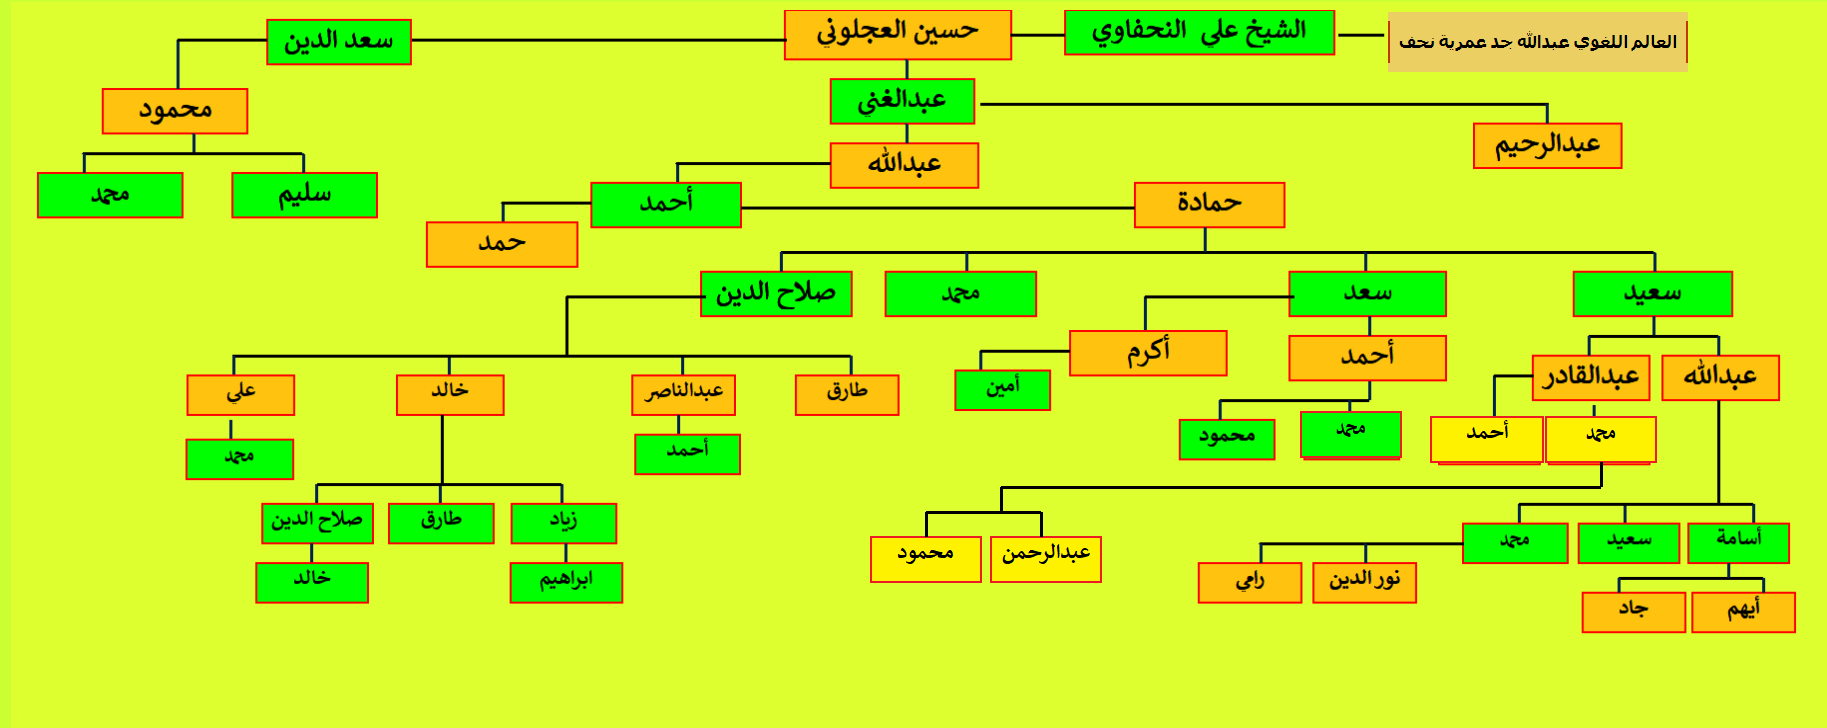 العالم اللغوي عبدالله جد عمرية نحف
الشيخ علي النحفاوي
حسين العجلوني
سعد الدين
عبدالغني
محمود
عبدالرحيم
عبدالله
سليم
محمد
حمادة
أحمد
حمد
سعيد
سعد
محمد
صلاح الدين
أحمد
أكرم
عبدالله
عبدالقادر
أمين
طارق
عبدالناصر
خالد
علي
محمد
أحمد
محمد
محمود
أحمد
محمد
أسامة
سعيد
محمد
زياد
طارق
صلاح الدين
عبدالرحمن
محمود
نور الدين
رامي
ابراهيم
خالد
أيهم
جاد